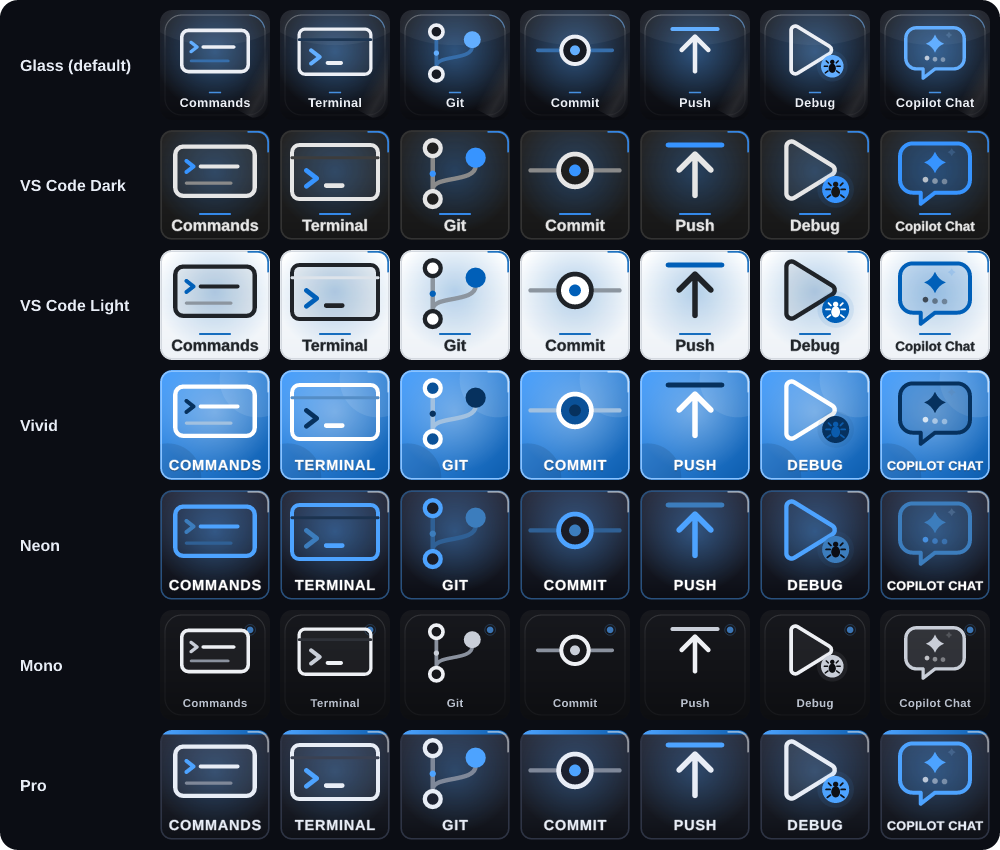 Glass (default)
Commands Terminal Git Commit Push Debug Copilot Chat
VS Code Dark
Commands Terminal Git Commit Push Debug Copilot Chat
VS Code Light
Commands Terminal Git Commit Push Debug Copilot Chat
Vivid
COMMANDS TERMINAL GIT COMMIT PUSH DEBUG COPILOT CHAT
Neon
COMMANDS TERMINAL GIT COMMIT PUSH DEBUG COPILOT CHAT
Mono
Commands Terminal Git Commit Push Debug Copilot Chat
Pro
COMMANDS TERMINAL GIT COMMIT PUSH DEBUG COPILOT CHAT